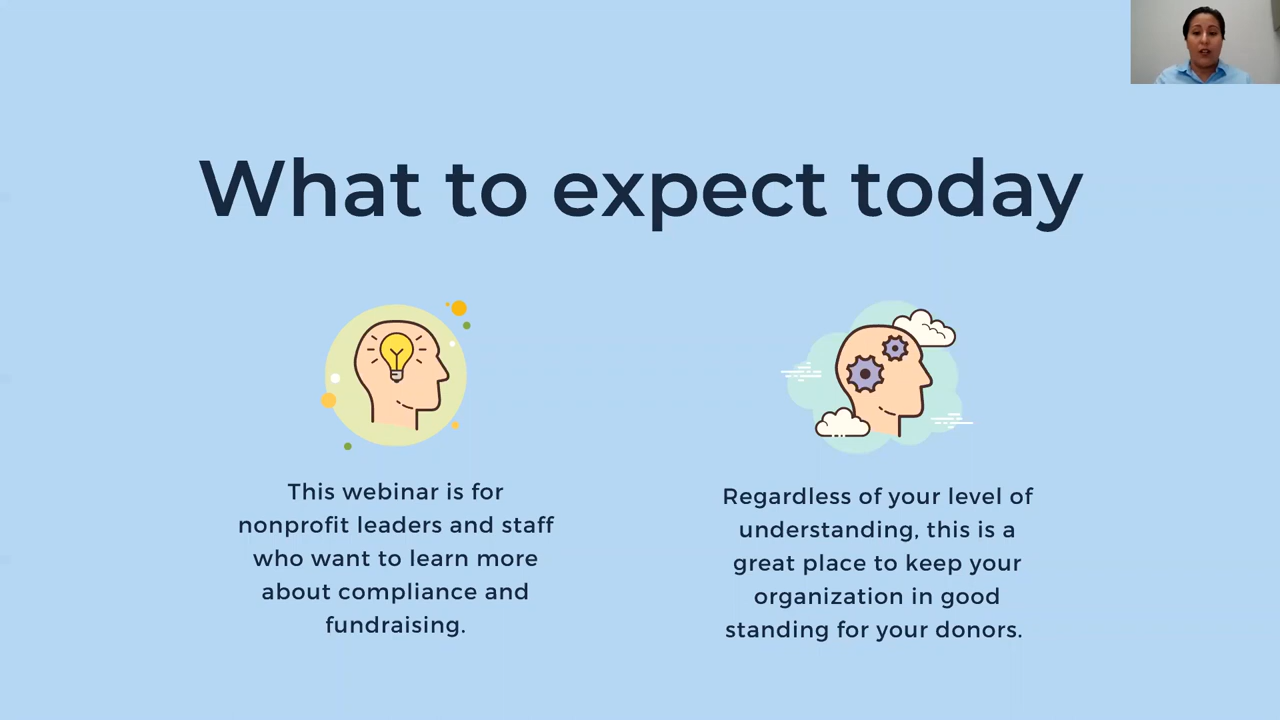 What to expect today
This webinar is for
nonprofit leaders and staff
who want to learn more
about compliance and
fundraising.
Regardless of your level of
understanding, this is a
great place to keep your
organization in good
standing for your donors.